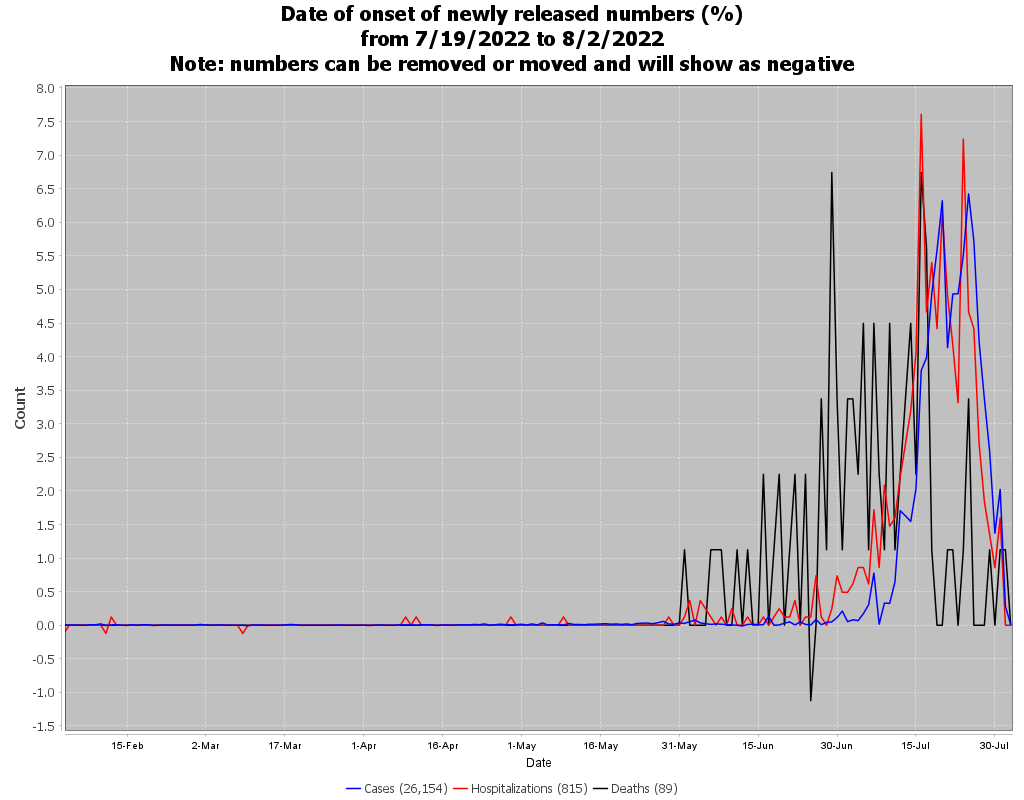 Date of onset of newly released numbers (%)
from 7/19/2022 to 8/2/2022
Note: numbers can be removed or moved and will show as negative
8.0
7.5
7.0
6.5
6.0
5.5
5.0
4.5
4.0
3.5
3.0
2.5
2.0
1.5
1.0
0.5
0.0
-0.5
-1.0
-1.5
Count
15-Feb 2-Mar 17-Mar 1-Apr 16-Apr 1-May 16-May 31-May 15-Jun 30-Jun 15-Jul 30-Jul
Date
Cases (26,154) Hospitalizations (815) Deaths (89)